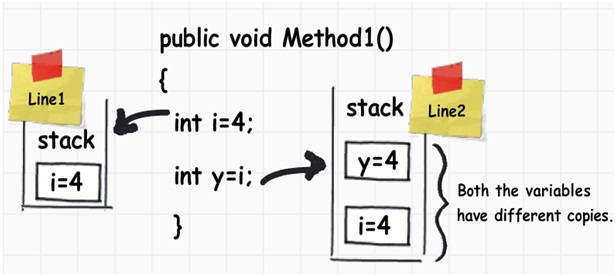 public void Method1()
{
Line1
stack
i=4
int i=4;
int y=i;
}
stack
Line2
y=4
i=4
Both the variables
have different copies.